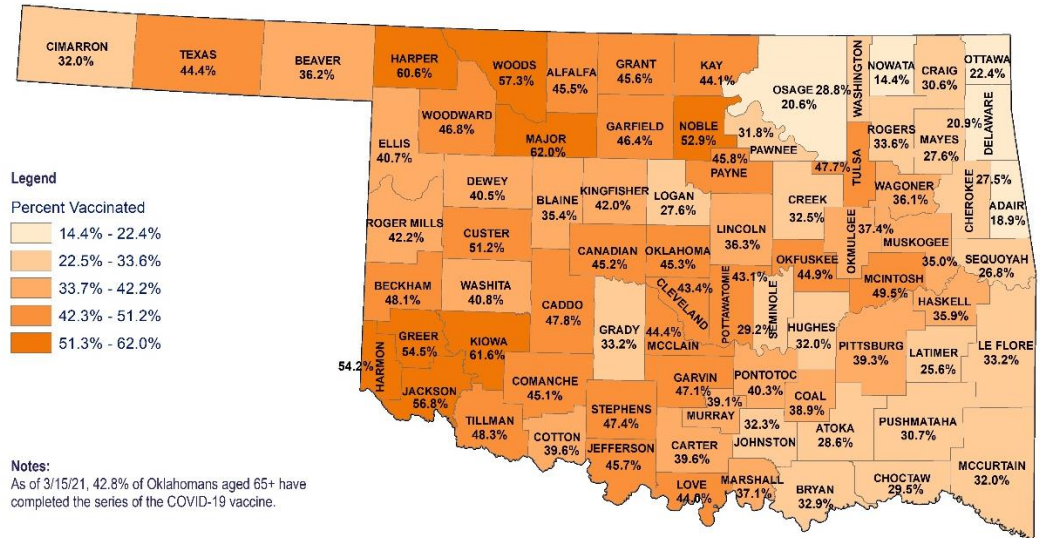 CIMARRON
32.0%
TEXAS
44.4%
BEAVER
36.2%
HARPER
60.6%
WOODS
57.3%
ALFALFA
45.5%
GRANT
45.6%
KAY
44.1%
OSAGE
20.6%
28.8%
WASHINGTON
NOWATA
14.4%
CRAIG
30.6%
OTTAWA
22.4%
WOODWARD
46.8%
MAJOR
62.0%
GARFIELD
46.4%
NOBLE
52.9%
31.8%
PAWNEE
ROGERS
33.6%
MAYES
27.6%
20.9%
DELAWARE
ELLIS
40.7%
45.8%
PAYNE
47.7%
TULSA
Legend
Percent Vaccinated
14.4% - 22.4%
22.5% - 33.6%
33.7% - 42.2%
42.3% - 51.2%
51.3% - 62.0%
DEWEY
40.5%
BLAINE
35.4%
KINGFISHER
42.0%
LOGAN
27.6%
CREEK
32.5%
WAGONER
36.1%
CHEROKEE
27.5%
ADAIR
18.9%
ROGER MILLS
42.2%
CUSTER
51.2%
CANADIAN
45.2%
OKLAHOMA
45.3%
LINCOLN
36.3%
OKMULGEE
37.4%
MUSKOGEE
35.0%
SEQUOYAH
26.8%
BECKHAM
48.1%
WASHITA
40.8%
CADDO
47.8%
43.4%
CLEVELAND
43.1%
POTTAWATOMIE
29.2%
SEMINOLE
OKFUSKEE
44.9%
MCINTOSH
49.5%
HASKELL
35.9%
GREER
54.5%
KIOWA
61.6%
GRADY
33.2%
44.4%
MCCLAIN
HUGHES
32.0%
PITTSBURG
39.3%
LATIMER
25.6%
LE FLORE
33.2%
54.2%
HARMON
JACKSON
56.8%
COMANCHE
45.1%
GARVIN
47.1%
PONTOTOC
40.3%
COAL
38.9%
TILLMAN
48.3%
STEPHENS
47.4%
39.1%
MURRAY
32.3%
JOHNSTON
ATOKA
28.6%
PUSHMATAHA
30.7%
COTTON
39.6%
JEFFERSON
45.7%
CARTER
39.6%
MCCURTAIN
32.0%
LOVE
44.0%
MARSHALL
37.1%
BRYAN
32.9%
CHOCTAW
29.5%
Notes:
As of 3/15/21, 42.8% of Oklahomans aged 65+ have
completed the series of the COVID-19 vaccine.